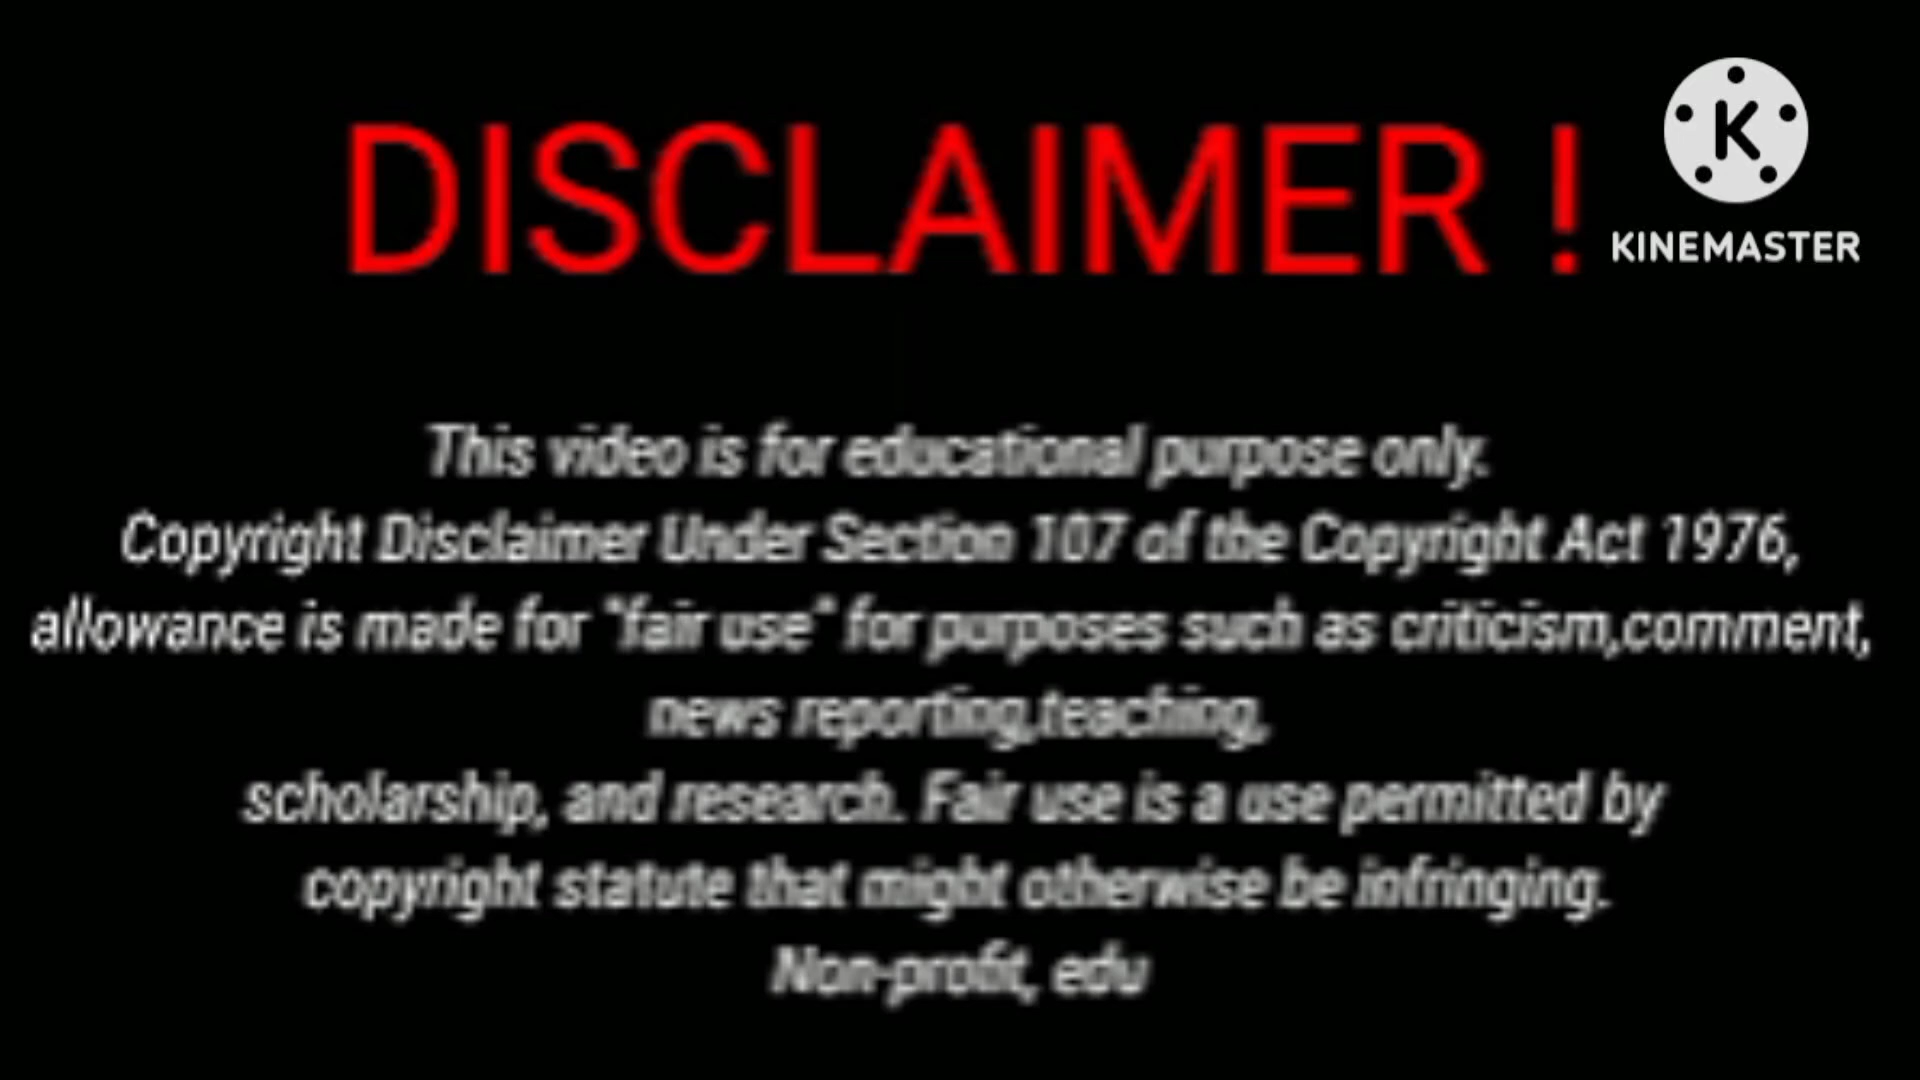 DISCLAIMER !
K
KINEMASTER
This video is for educational purpose only.
Copyright Disclaimer Under Section 107 of the Copyright Act 1976,
allowance is made for "fair use" for purposes such as criticism,comment,
news reporting,teaching,
scholarship, and research. Fair use is a use permitted by
copyright statute that might otherwise be infringing.
Non-profit, edu